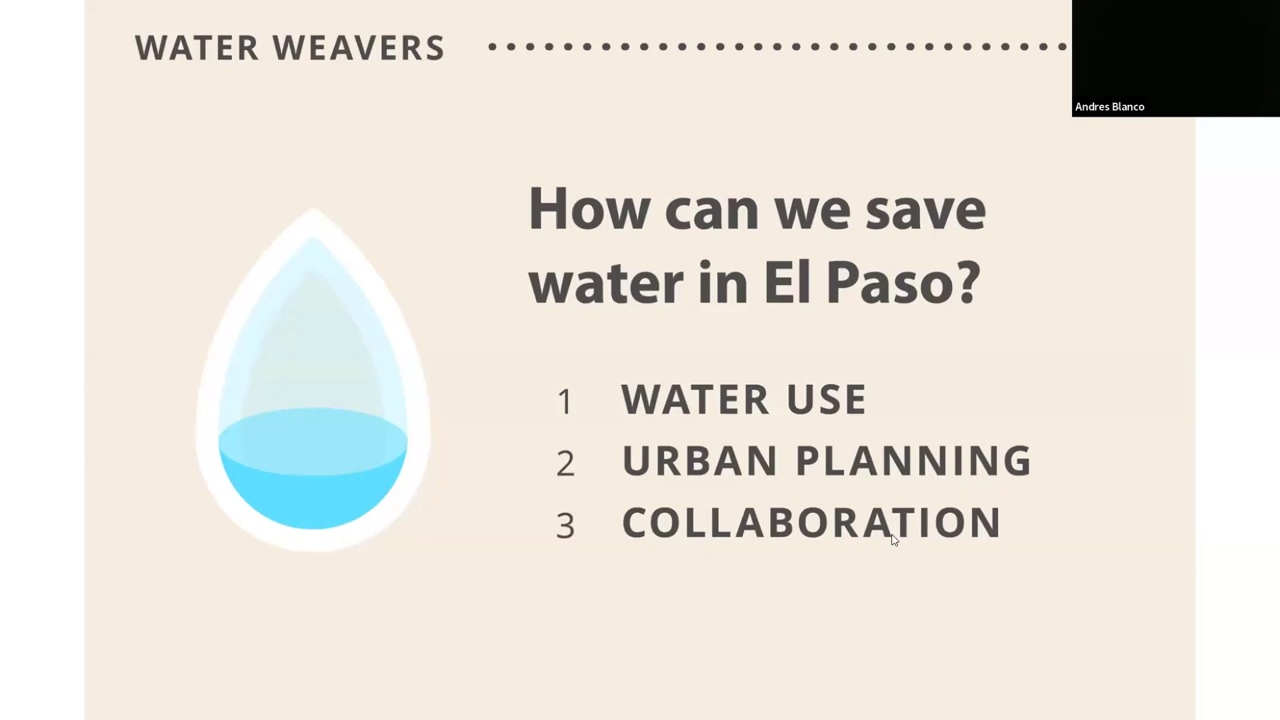 WATER WEAVERS
Andres Blanco
How can we save
water in El Paso?
1 WATER USE
2 URBAN PLANNING
3 COLLABORATION